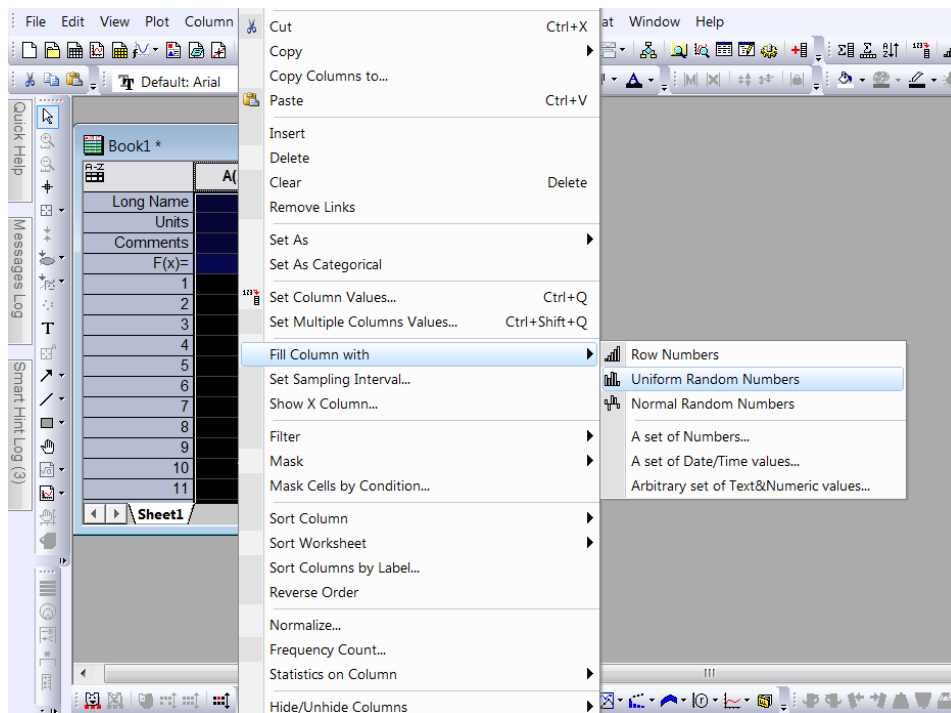 File Edit View Plot Column at Window Help
Default: Arial
Quick Help
Messages Log
Smart Hint Log (3)
Book1 *
A(
Long Name
Units
Comments
F(x)=
1
2
3
4
5
6
7
8
9
10
11
Sheet1
Cut Ctrl+X
Copy
Copy Columns to...
Paste Ctrl+V
Insert
Delete
Clear Delete
Remove Links
Set As
Set As Categorical
Set Column Values... Ctrl+Q
Set Multiple Columns Values... Ctrl+Shift+Q
Fill Column with
Set Sampling Interval...
Show X Column...
Filter
Mask
Mask Cells by Condition...
Sort Column
Sort Worksheet
Sort Columns by Label...
Reverse Order
Normalize...
Frequency Count...
Statistics on Column
Hide/Unhide Columns
Row Numbers
Uniform Random Numbers
Normal Random Numbers
A set of Numbers...
A set of Date/Time values...
Arbitrary set of Text&Numeric values...